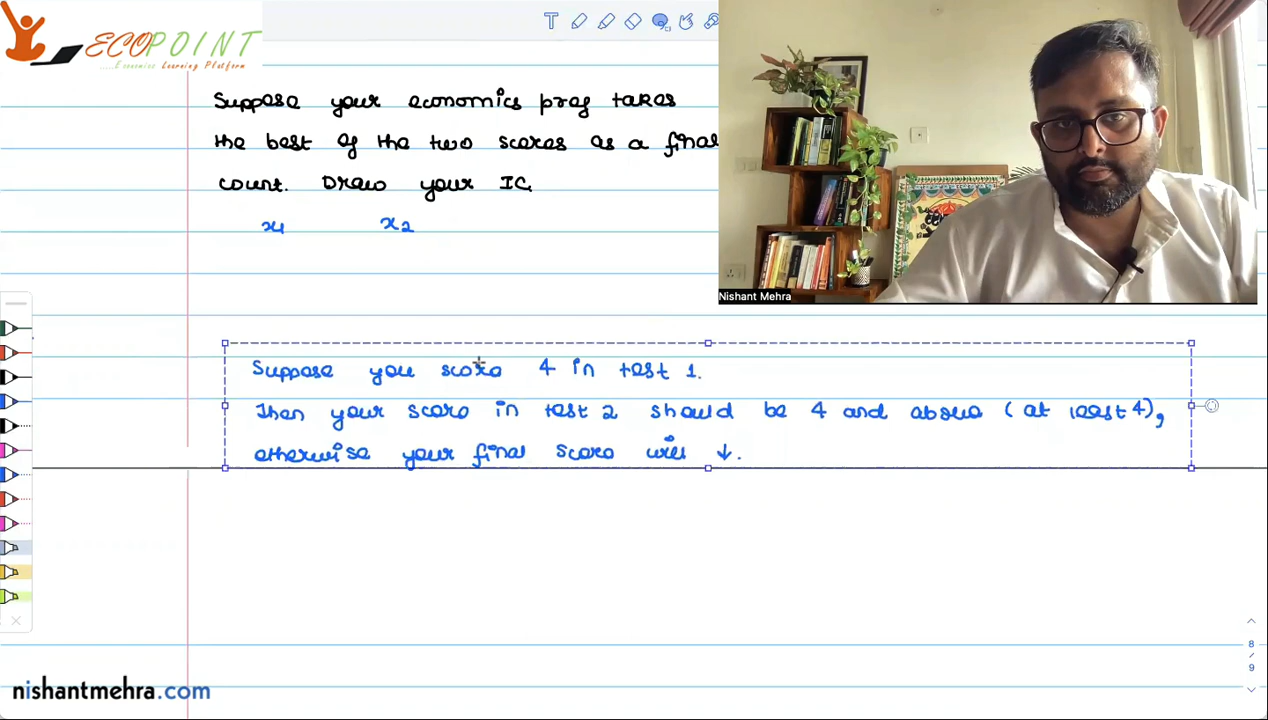 ECOPOINT
.....Economics Learning Platform
Suppose your economics prof takes
the best of the two scores as a final
count. Draw your IC
x1 x2
Nishant Mehra
Suppose you score 4 in test 1.
Then your score in test 2 should be 4 and above (at least 4),
otherwise your final score will ↓.
8
/
9
nishantmehra.com